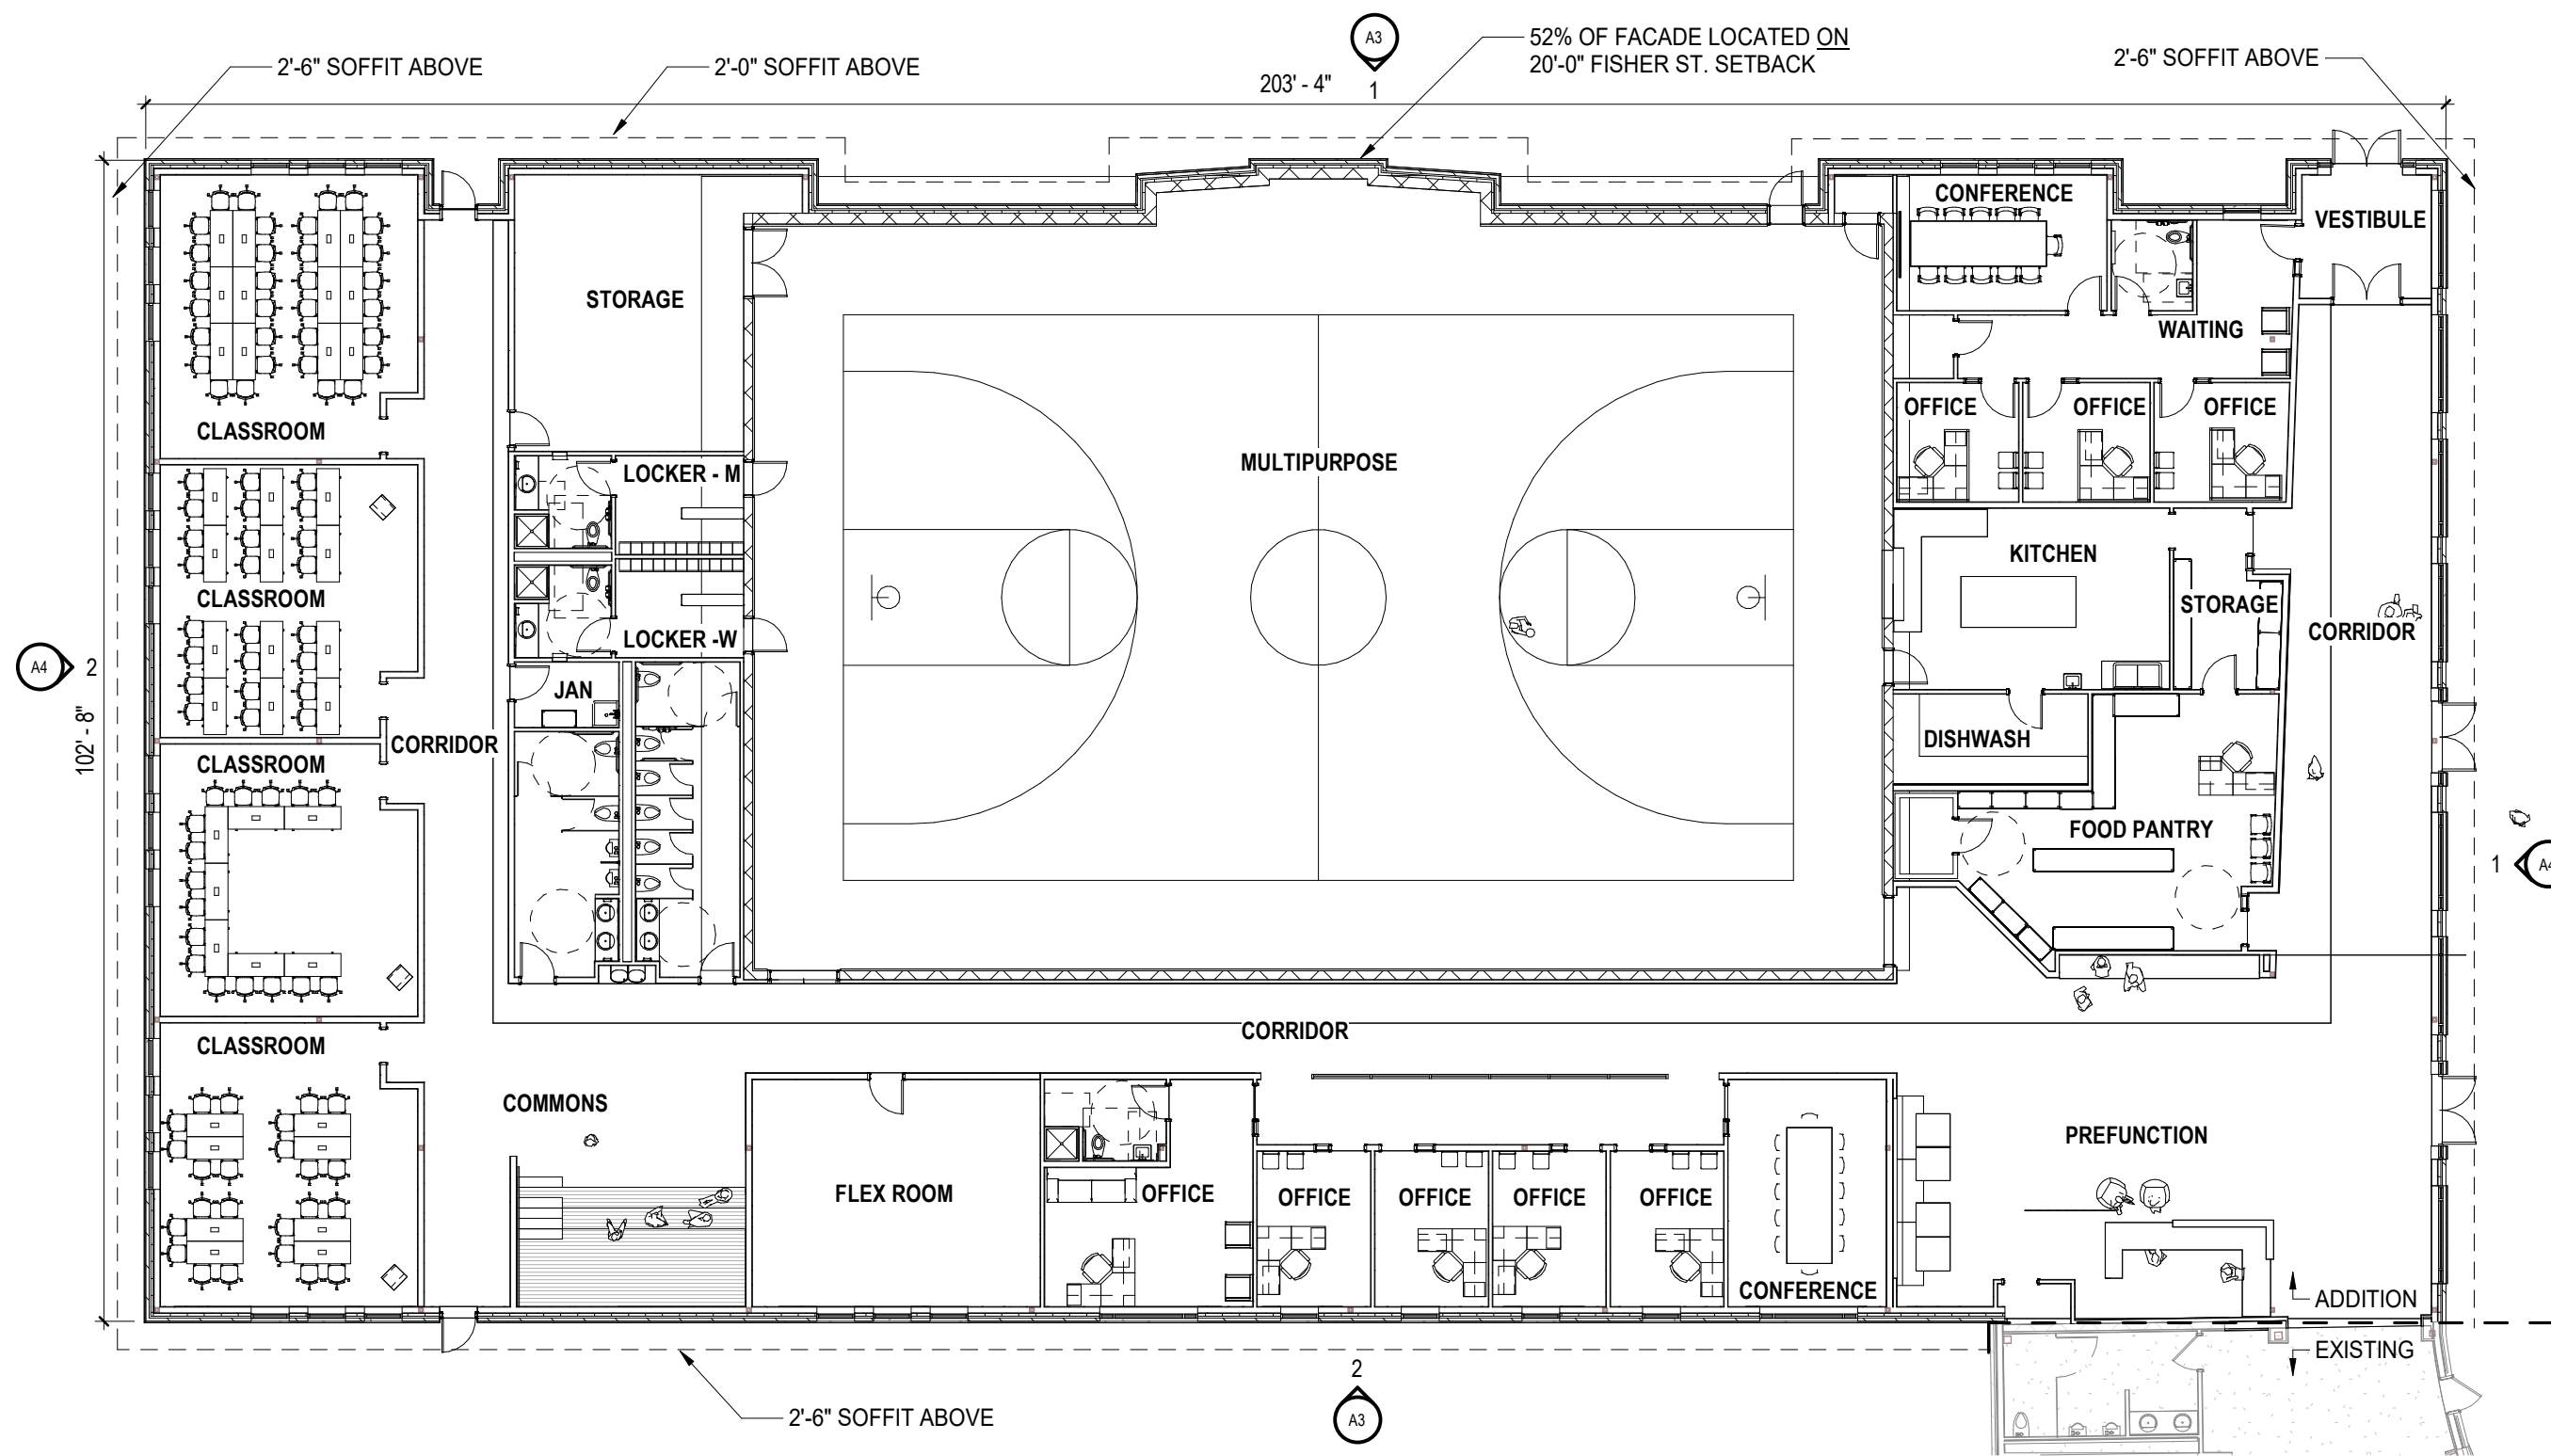 A3
1
52% OF FACADE LOCATED ON
20'-0" FISHER ST. SETBACK
2'-6" SOFFIT ABOVE
2'-0" SOFFIT ABOVE
2'-6" SOFFIT ABOVE
203' - 4"
CONFERENCE
VESTIBULE
STORAGE
WAITING
OFFICE
OFFICE
OFFICE
CLASSROOM
MULTIPURPOSE
LOCKER - M
KITCHEN
CLASSROOM
STORAGE
CORRIDOR
LOCKER -W
A4
2
JAN
102' - 8"
CORRIDOR
DISHWASH
CLASSROOM
FOOD PANTRY
1
A4
CORRIDOR
CLASSROOM
COMMONS
PREFUNCTION
FLEX ROOM
OFFICE
OFFICE
OFFICE
OFFICE
OFFICE
CONFERENCE
ADDITION
EXISTING
2
A3
2'-6" SOFFIT ABOVE